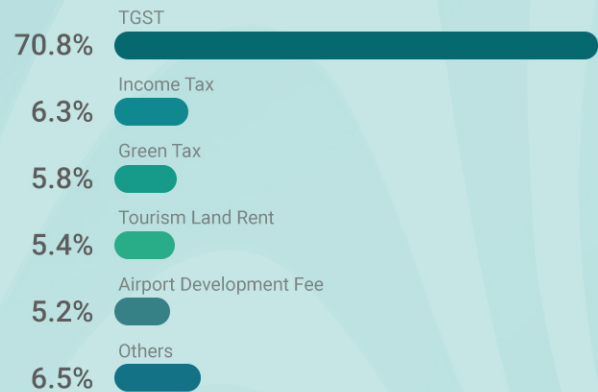 TGST
70.8%
Income Tax
6.3%
Green Tax
5.8%
Tourism Land Rent
5.4%
Airport Development Fee
5.2%
Others
6.5%